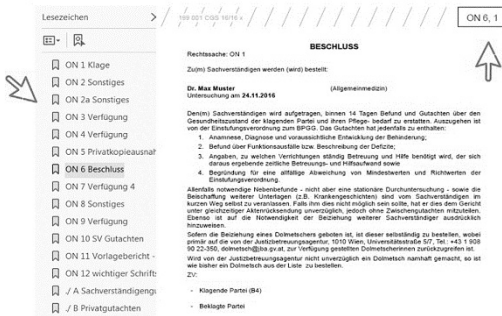 Lesezeichen
199 001 CGS 16/16 x
ON 6, 1
ON 1 Klage
ON 2 Sonstiges
ON 2a Sonstiges
ON 3 Verfügung
ON 4 Verfügung
ON 5 Privatkopieausnah
ON 6 Beschluss
ON 7 Verfügung 4
ON 8 Sonstiges
ON 9 Verfügung
ON 10 SV Gutachten
ON 11 Vorlagebericht -
ON 12 wichtiger Schrifts
./ A Sachverständigengu
./ B Privatgutachten
BESCHLUSS
Rechtssache: ON 1
Zu(m) Sachverständigen werden (wird) bestellt:
Dr. Max Muster (Allgemeinmedizin)
Untersuchung am 24.11.2016
Den(m) Sachverständigen wird aufgetragen, binnen 14 Tagen Befund und Gutachten über den
Gesundheitszustand der klagenden Partei und ihren Pflege- bedarf zu erstatten. Auszugehen ist
von der Einstufungsverordnung zum BPGG. Das Gutachten hat jedenfalls zu enthalten:
1. Anamnese, Diagnose und voraussichtliche Entwicklung der Behinderung;
2. Befund über Funktionsausfälle bzw. Beschreibung der Defizite;
3. Angaben, zu welchen Verrichtungen ständig Betreuung und Hilfe benötigt wird, der sich
daraus ergebende zeitliche Betreuungs- und Hilfsaufwand sowie
4. Begründung für eine allfällige Abweichung von Mindestwerten und Richtwerten der
Einstufungsverordnung.
Allenfalls notwendige Nebenbefunde - nicht aber eine stationäre Durchuntersuchung - sowie die
Beischaffung weiterer Unterlagen (z.B. Krankengeschichten) sind vom Sachverständigen im
kurzen Weg selbst zu veranlassen. Falls ihm dies nicht möglich sein sollte, hat er dies dem Gericht
unter gleichzeitiger Aktenrücksendung unverzüglich, jedoch ohne Zwischengutachten mitzuteilen.
Ebenso ist auf die Notwendigkeit der Beiziehung weiterer Sachverständiger ausdrücklich
hinzuweisen.
Sofern die Beiziehung eines Dolmetschers geboten ist, ist dieser selbständig zu bestellen, wobei
primär auf die von der Justizbetreuungsagentur, 1010 Wien, Universitätsstraße 5/7, Tel.: +43 1 908
90 22-350, dolmetsch@jba.gv.at, zur Verfügung gestellten Dolmetscherinnen zurückzugreifen ist.
Wird von der Justizbetreuungsagentur nicht unverzüglich ein Dolmetsch namhaft gemacht, so ist
wie bisher ein Dolmetsch aus der Liste zu bestellen.
ZV:
- Klagende Partei (B4)
- Beklagte Partei